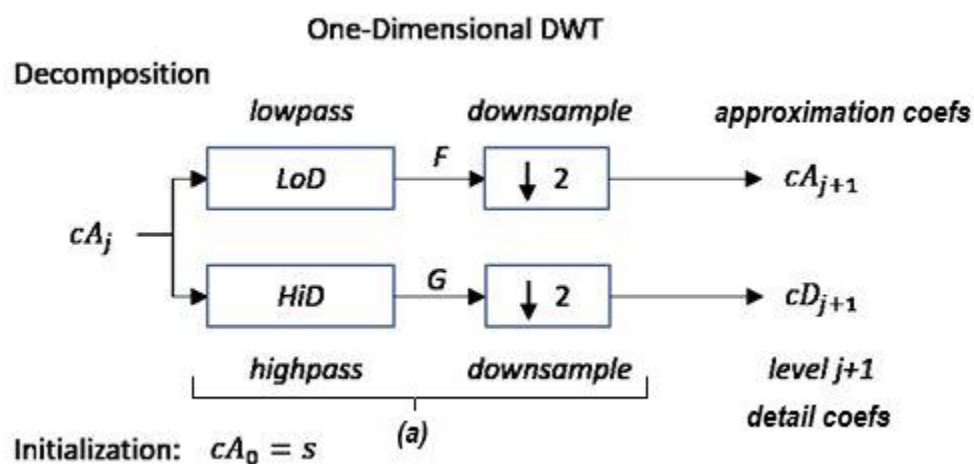 One-Dimensional DWT
Decomposition
lowpass downsample approximation coefs
F
LoD ↓ 2 cA_{j+1}
cA_j
G
HiD ↓ 2 cD_{j+1}
highpass downsample level j+1
detail coefs
(a)
Initialization: cA_0 = s